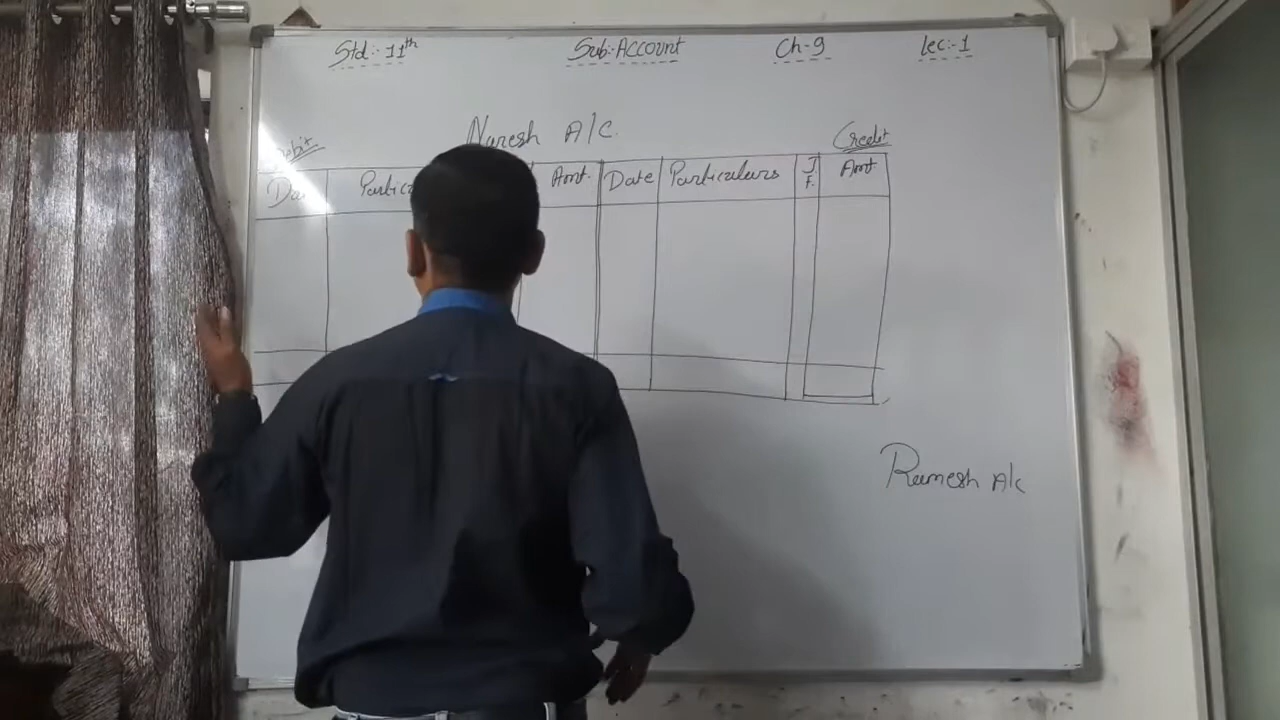 Std:- 11th Sub:- Account Ch-9 Lec:-1
Naresh A/c.
Credit
Amt. Date Particulars J.F. Amt.
Ramesh A/c